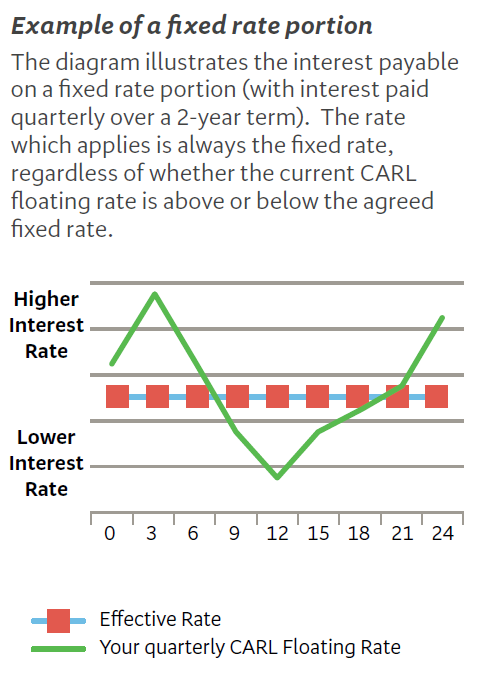 Example of a fixed rate portion
The diagram illustrates the interest payable
on a fixed rate portion (with interest paid
quarterly over a 2-year term).  The rate
which applies is always the fixed rate,
regardless of whether the current CARL
floating rate is above or below the agreed
fixed rate.
Higher
Interest
Rate
Lower
Interest
Rate
0 3 6 9 12 15 18 21 24
Effective Rate
Your quarterly CARL Floating Rate